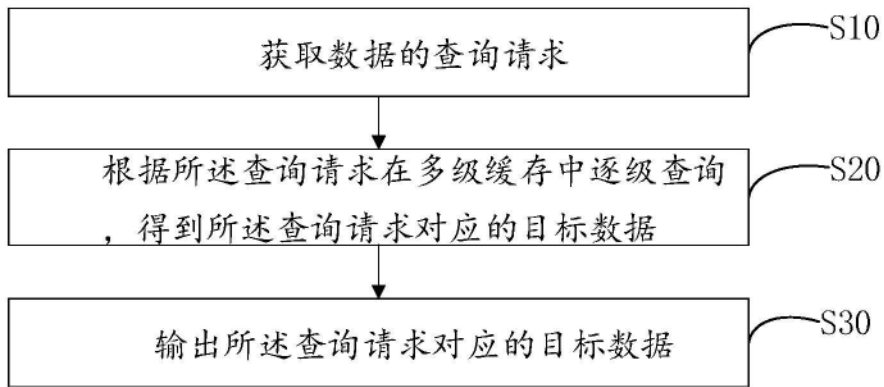 获取数据的查询请求
S10
根据所述查询请求在多级缓存中逐级查询
，得到所述查询请求对应的目标数据
S20
输出所述查询请求对应的目标数据
S30